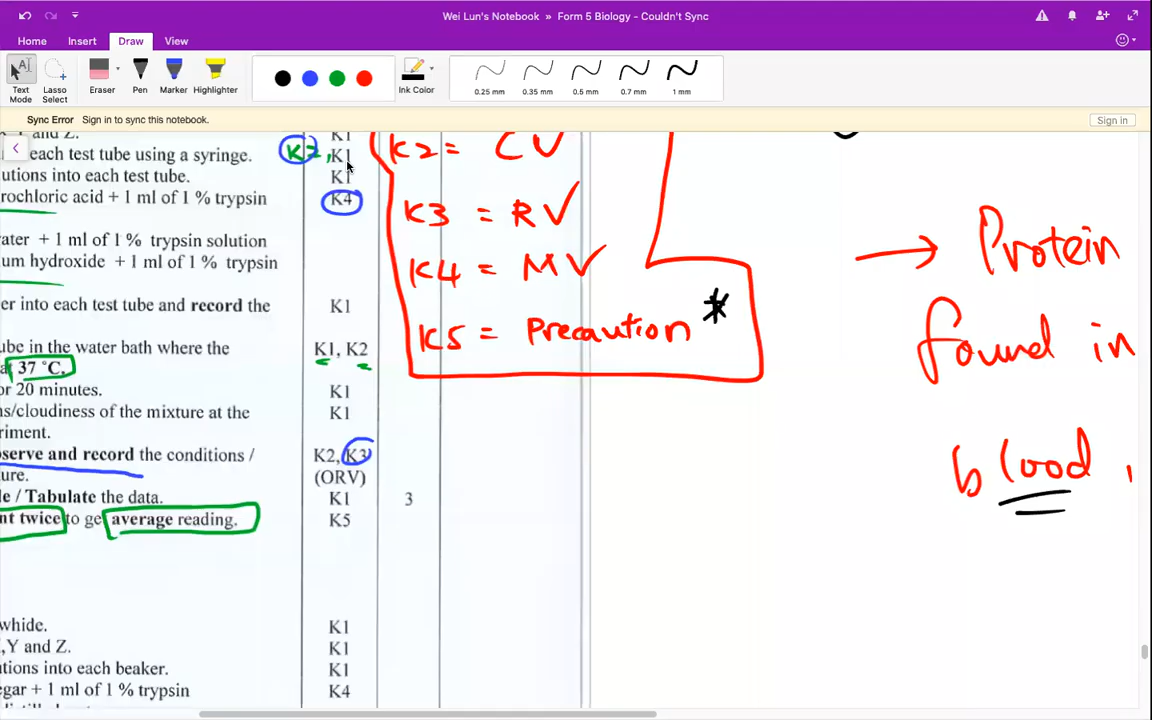 Wei Lun's Notebook » Form 5 Biology - Couldn't Sync
Home Insert Draw View
Text Mode
Lasso Select
Eraser
Pen
Marker
Highlighter
Ink Color
0.25 mm 0.35 mm 0.5 mm 0.7 mm 1 mm
Sync Error Sign in to sync this notebook. Sign in
and Z. K1
each test tube using a syringe. K2, K1
utions into each test tube. K1
rochloric acid + 1 ml of 1 % trypsin K4
ater + 1 ml of 1 % trypsin solution
um hydroxide + 1 ml of 1 % trypsin
er into each test tube and record the K1
ube in the water bath where the K1, K2
37 °C.
or 20 minutes. K1
ns/cloudiness of the mixture at the K1
riment.
serve and record the conditions / K2, K3
ure. (ORV)
le / Tabulate the data. K1 3
nt twice to ge average reading. K5
whide. K1
,Y and Z. K1
tions into each beaker. K1
egar + 1 ml of 1 % trypsin K4
K2 = CV
K3 = RV
K4 = MV
K5 = Precaution *
→ Protein
found in
blood